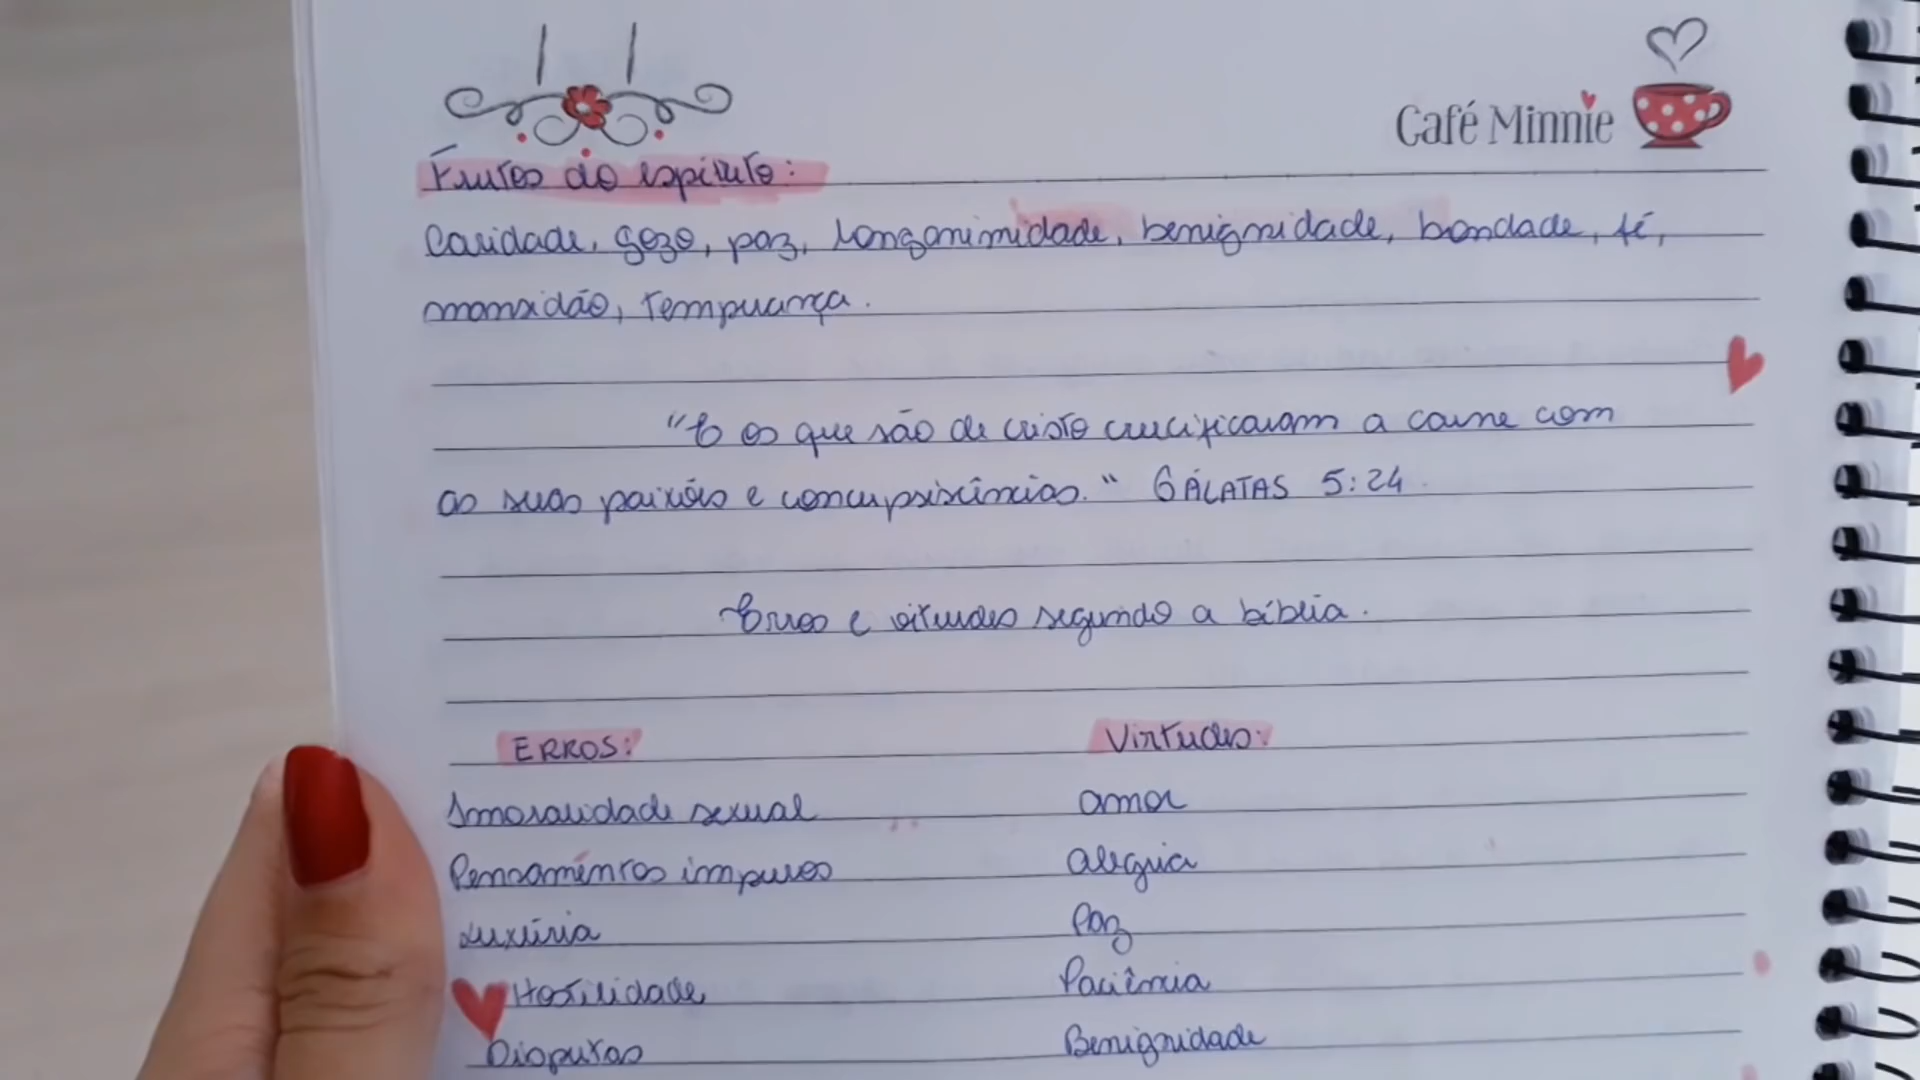 Café Minnie
Frutos do espírito:
Caridade, gozo, paz, longanimidade, benignidade, bondade, fé,
mansidão, temperança.
"E os que são de cristo crucificaram a carne com
as suas paixões e concupsiscências." GÁLATAS 5:24
Erros e vitudes segundo a bíblia.
ERROS: Virtudes:
Imoralidade sexual amor
Pensamentos impuros alegria
Luxúria Paz
Hostilidade Paciência
Disputas Benignidade